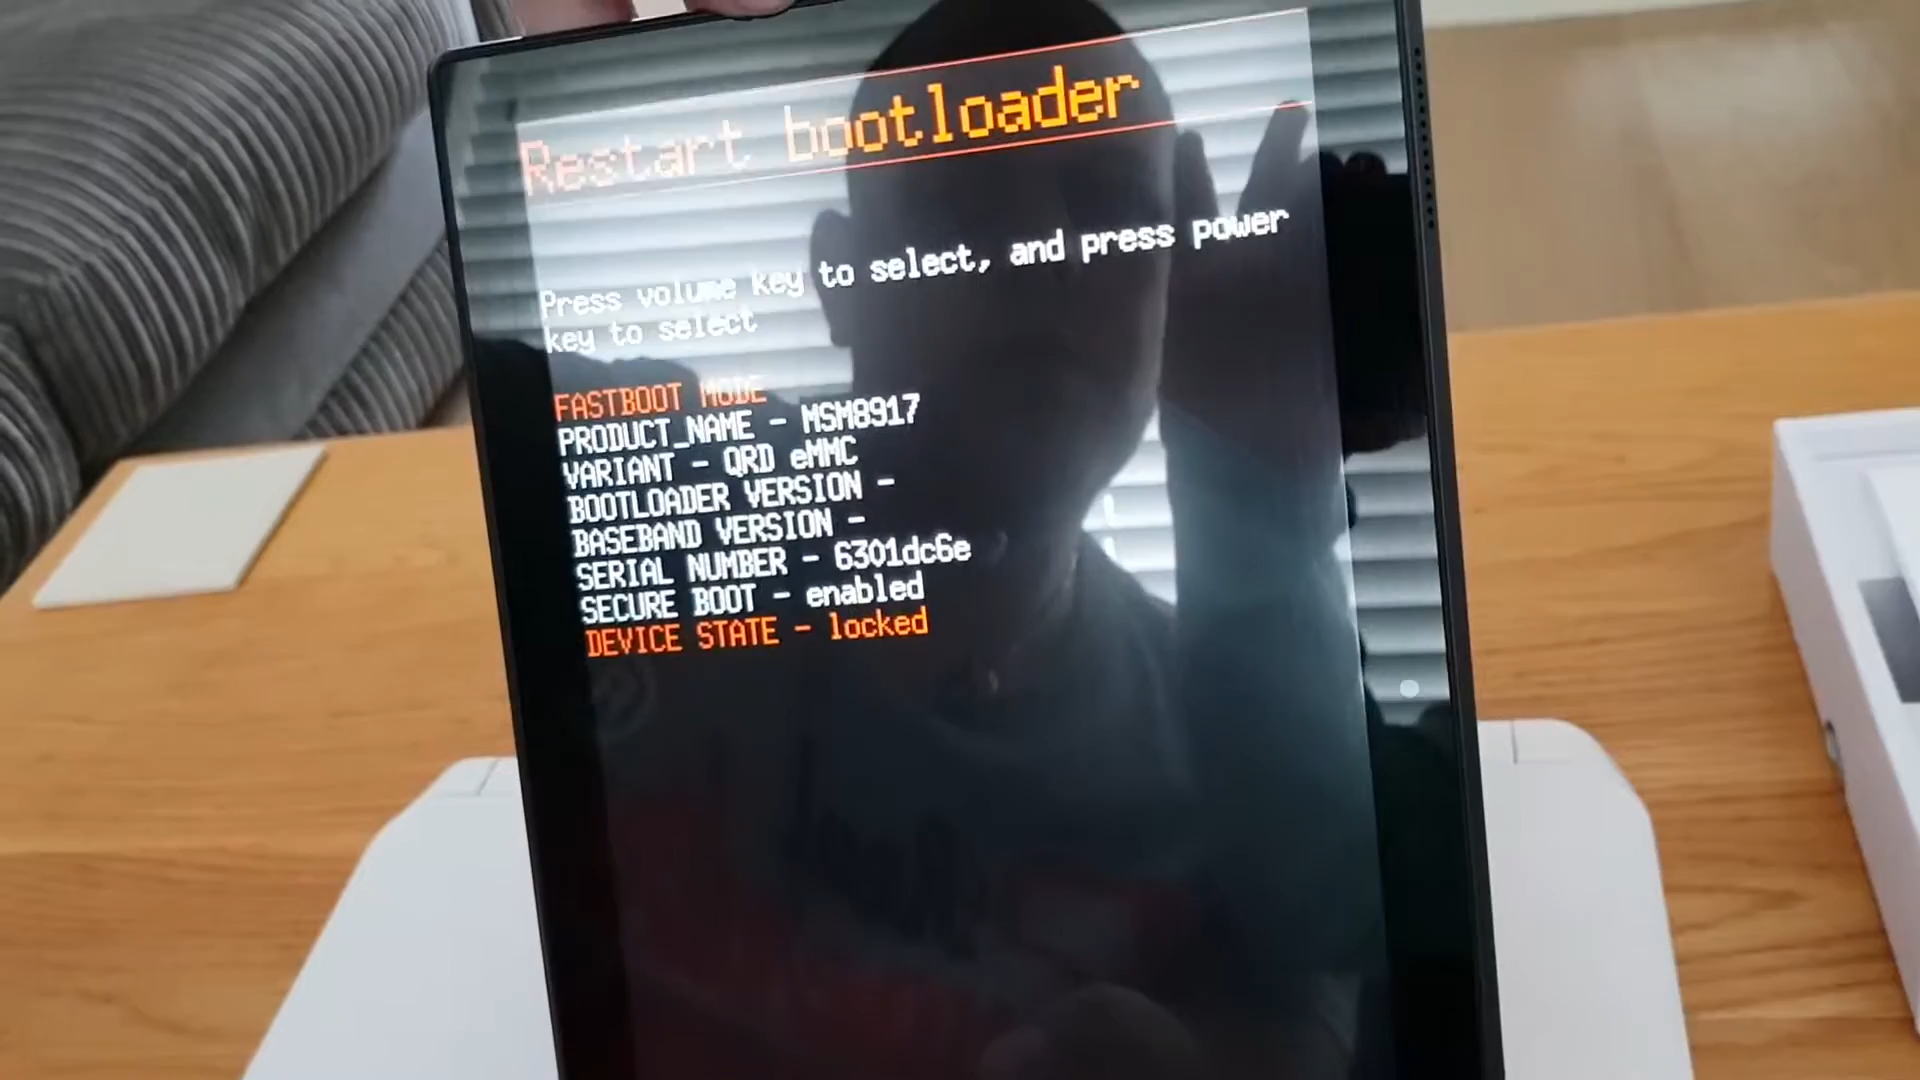 Restart bootloader
Press volume key to select, and press power
key to select
FASTBOOT MODE
PRODUCT_NAME - MSM8917
VARIANT - QRD eMMC
BOOTLOADER VERSION -
BASEBAND VERSION -
SERIAL NUMBER - 6301dc6e
SECURE BOOT - enabled
DEVICE STATE - locked